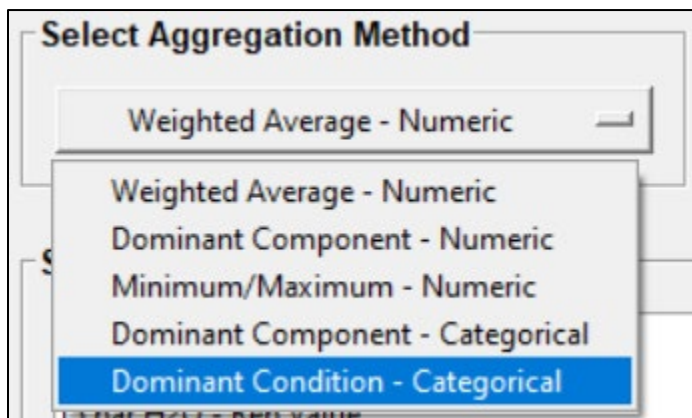 Select Aggregation Method
Weighted Average - Numeric
Weighted Average - Numeric
Dominant Component - Numeric
Minimum/Maximum - Numeric
Dominant Component - Categorical
Dominant Condition - Categorical